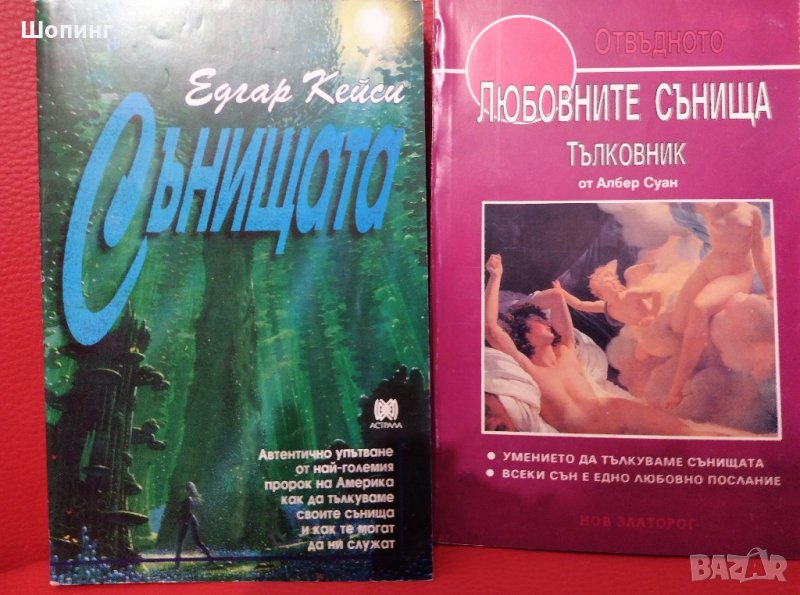 Шопинг
Едгар Кейси
Сънищата
АСТРАЛА
Автентично упътване
от най-големия
пророк на Америка
как да тълкуваме
своите сънища
и как те могат
да ни служат
ОТВЪДНОТО
ЛЮБОВНИТЕ СЪНИЩА
ТЪЛКОВНИК
от Албер Суан
• УМЕНИЕТО ДА ТЪЛКУВАМЕ СЪНИЩАТА
• ВСЕКИ СЪН Е ЕДНО ЛЮБОВНО ПОСЛАНИЕ
НОВ ЗЛАТОРОГ
BAZAR